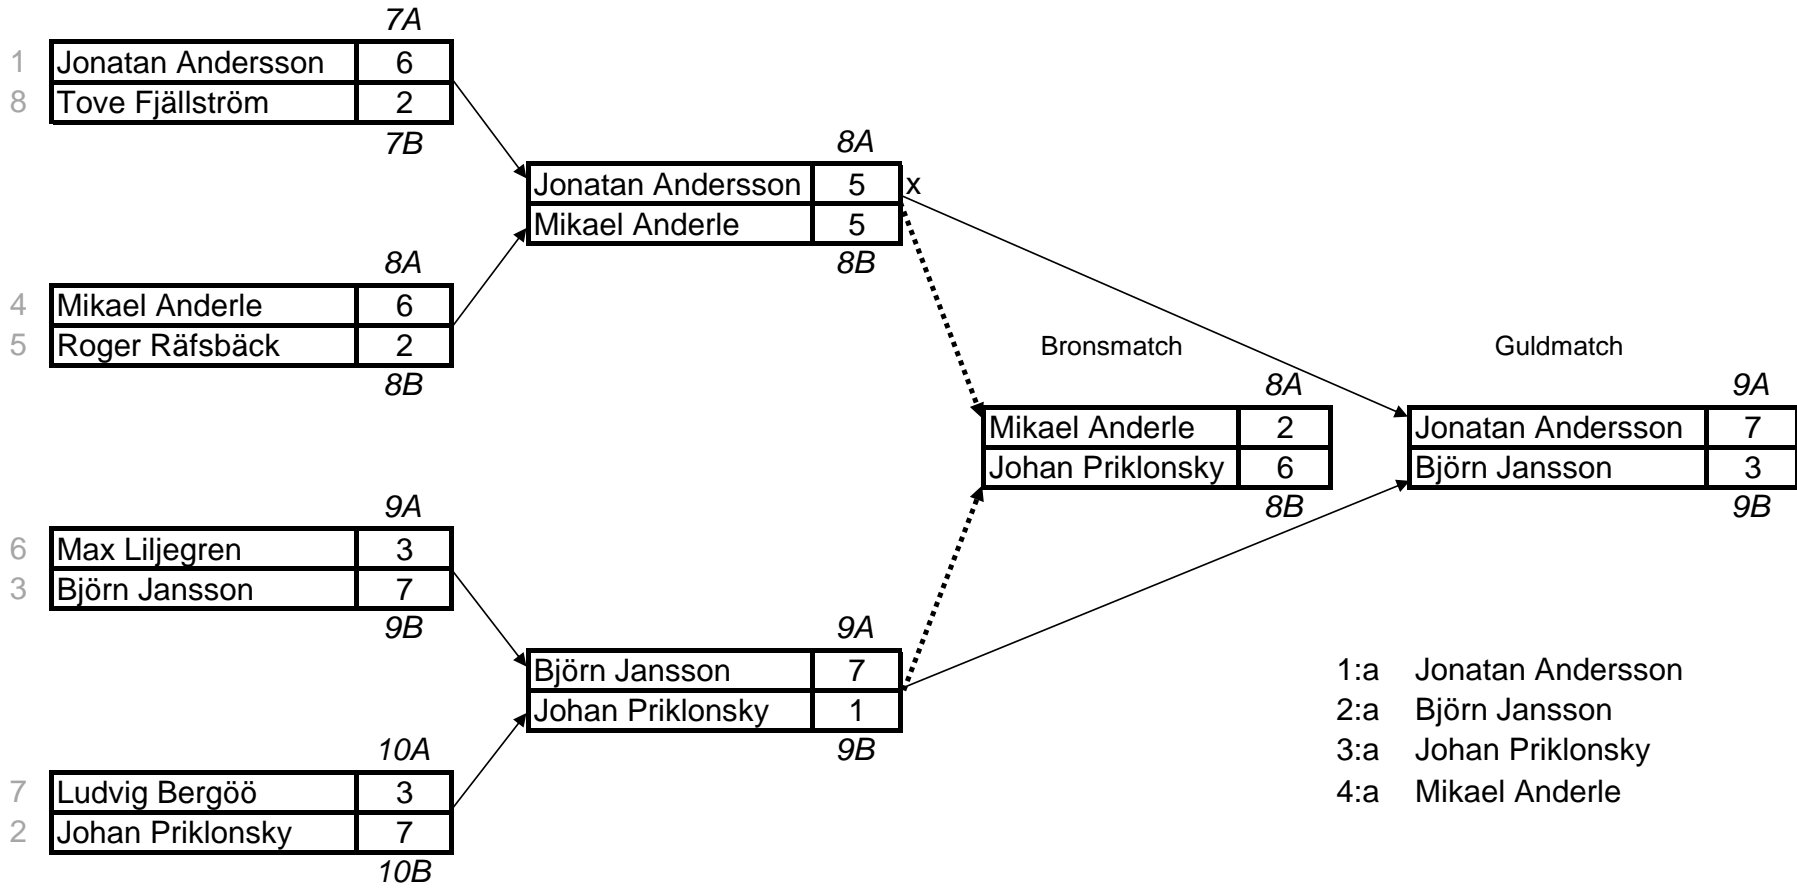 7A
1 Jonatan Andersson 6
8 Tove Fjällström 2
7B
8A
Jonatan Andersson 5 x
Mikael Anderle 5
8B
8A
4 Mikael Anderle 6
5 Roger Räfsbäck 2
8B
Bronsmatch
8A
Mikael Anderle 2
Johan Priklonsky 6
8B
Guldmatch
9A
Jonatan Andersson 7
Björn Jansson 3
9B
9A
6 Max Liljegren 3
3 Björn Jansson 7
9B
9A
Björn Jansson 7
Johan Priklonsky 1
9B
10A
7 Ludvig Bergöö 3
2 Johan Priklonsky 7
10B
1:a Jonatan Andersson
2:a Björn Jansson
3:a Johan Priklonsky
4:a Mikael Anderle